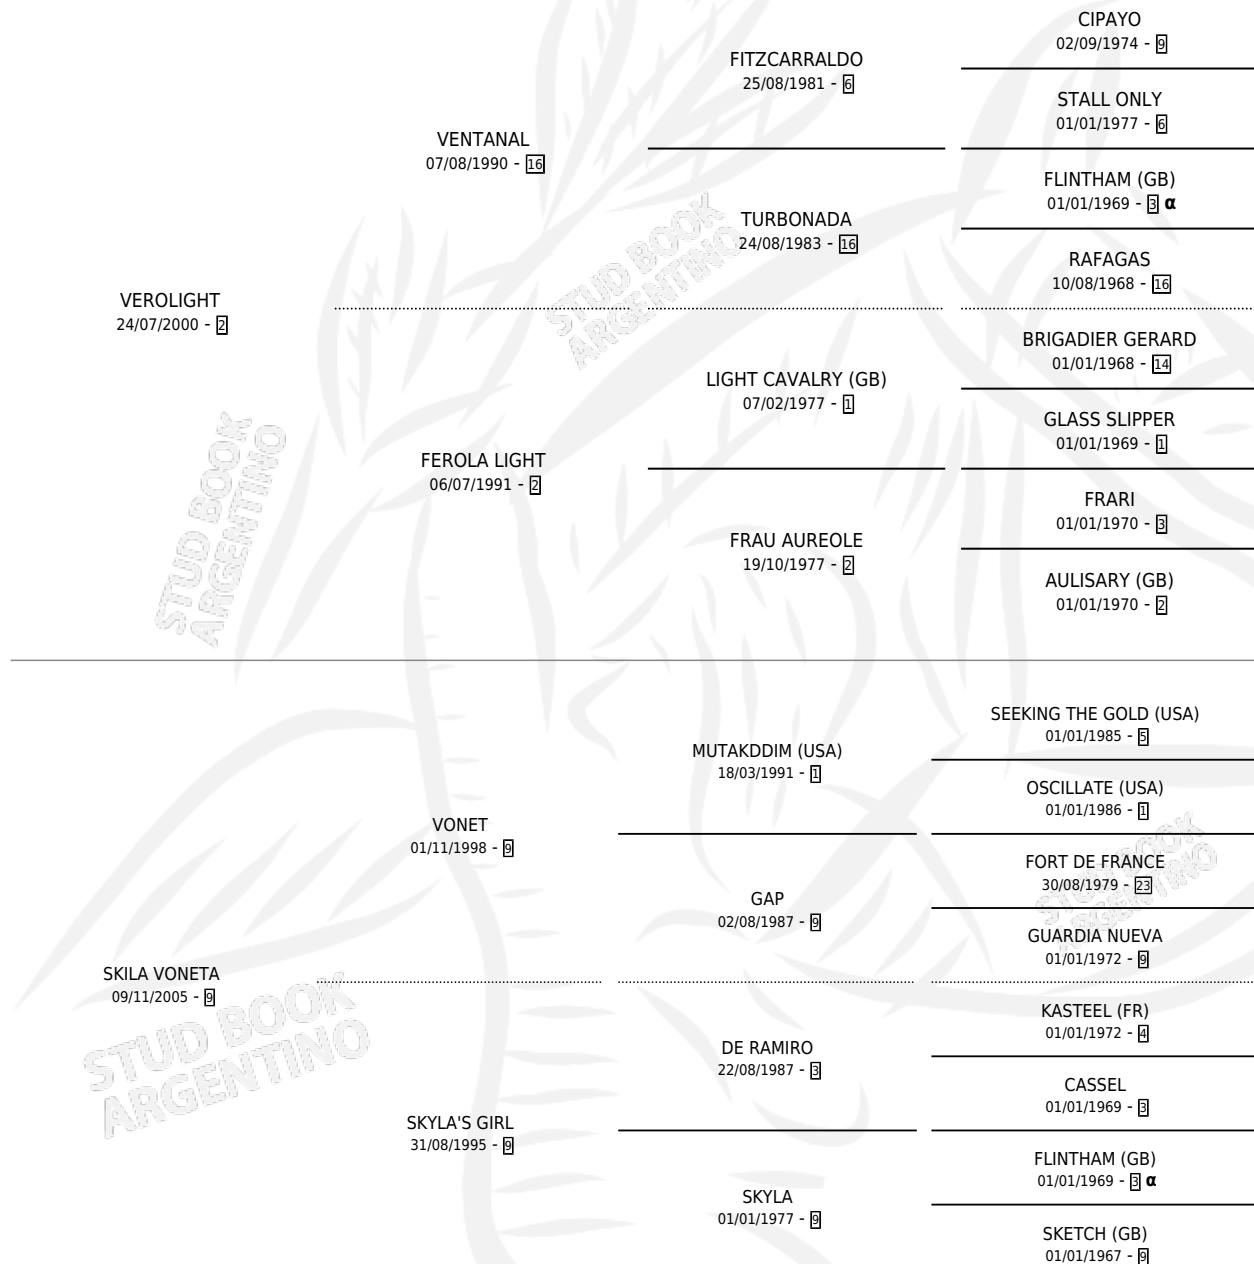 CIPAYO
02/09/1974 - 9
FITZCARRALDO
25/08/1981 - 6
STALL ONLY
01/01/1977 - 6
VENTANAL
07/08/1990 - 16
FLINTHAM (GB)
01/01/1969 - 3 α
TURBONADA
24/08/1983 - 16
RAFAGAS
10/08/1968 - 16
VEROLIGHT
24/07/2000 - 2
BRIGADIER GERARD
01/01/1968 - 14
LIGHT CAVALRY (GB)
07/02/1977 - 1
GLASS SLIPPER
01/01/1969 - 1
FEROLA LIGHT
06/07/1991 - 2
FRARI
01/01/1970 - 3
FRAU AUREOLE
19/10/1977 - 2
AULISARY (GB)
01/01/1970 - 2
STUD BOOK
ARGENTINO
STUD BOOK
ARGENTINO
SEEKING THE GOLD (USA)
01/01/1985 - 5
MUTAKDDIM (USA)
18/03/1991 - 1
OSCILLATE (USA)
01/01/1986 - 1
VONET
01/11/1998 - 9
FORT DE FRANCE
30/08/1979 - 23
GAP
02/08/1987 - 9
GUARDIA NUEVA
01/01/1972 - 9
SKILA VONETA
09/11/2005 - 9
KASTEEL (FR)
01/01/1972 - 4
DE RAMIRO
22/08/1987 - 3
CASSEL
01/01/1969 - 3
SKYLA'S GIRL
31/08/1995 - 9
FLINTHAM (GB)
01/01/1969 - 3 α
SKYLA
01/01/1977 - 9
SKETCH (GB)
01/01/1967 - 9
STUD BOOK
ARGENTINO
STUD BOOK
ARGENTINO